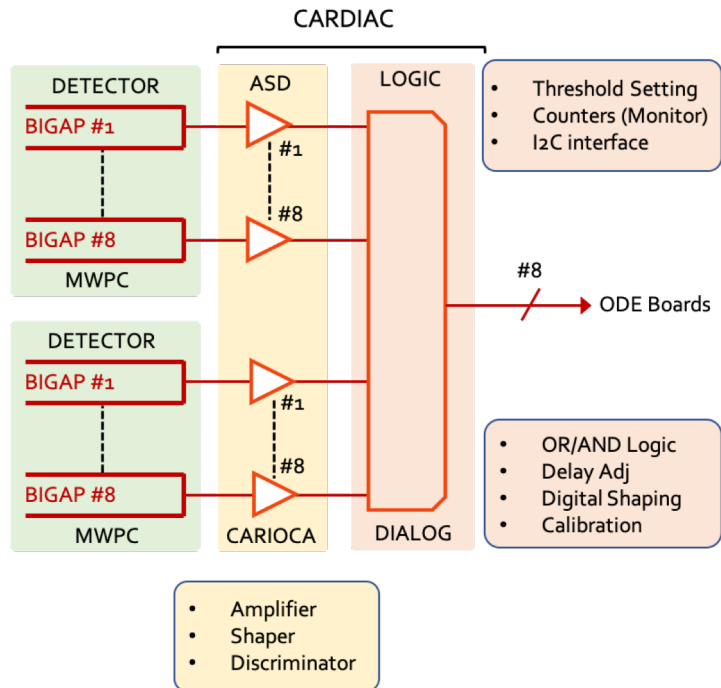 CARDIAC
DETECTOR
BIGAP #1
BIGAP #8
MWPC
DETECTOR
BIGAP #1
BIGAP #8
MWPC
ASD
#1
#8
#1
#8
CARIOCA
LOGIC
DIALOG
• Threshold Setting
• Counters (Monitor)
• I2C interface
#8
ODE Boards
• OR/AND Logic
• Delay Adj
• Digital Shaping
• Calibration
• Amplifier
• Shaper
• Discriminator